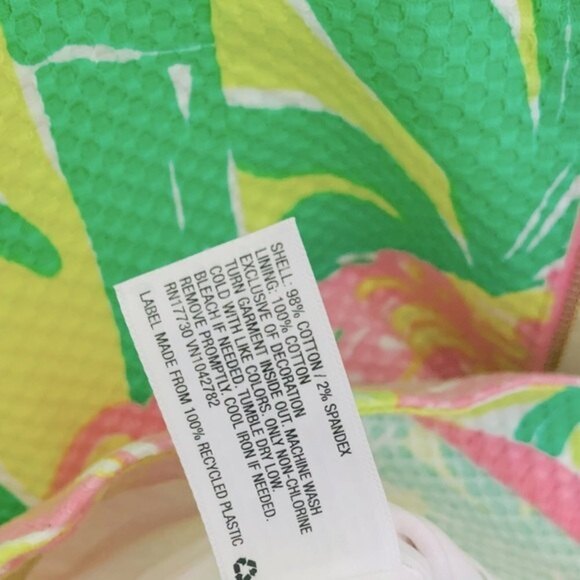 SHELL: 98% COTTON / 2% SPANDEX
LINING: 100% COTTON
EXCLUSIVE OF DECORATION
TURN GARMENT INSIDE OUT. MACHINE WASH
COLD WITH LIKE COLORS. ONLY NON-CHLORINE
BLEACH IF NEEDED. TUMBLE DRY LOW.
REMOVE PROMPTLY. COOL IRON IF NEEDED.
RN17730 VN1042782
LABEL MADE FROM 100% RECYCLED PLASTIC